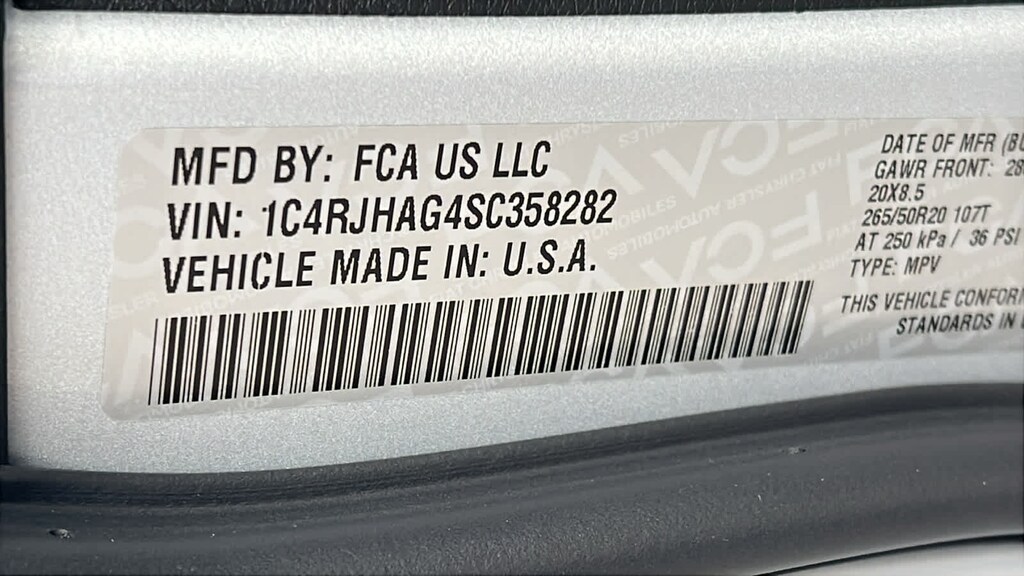 MFD BY: FCA US LLC
VIN: 1C4RJHAG4SC358282
VEHICLE MADE IN: U.S.A.
DATE OF MFR
GAWR FRONT:
20X8.5
265/50R20 107T
AT 250 kPa / 36 PSI
TYPE: MPV
THIS VEHICLE
STANDARDS IN